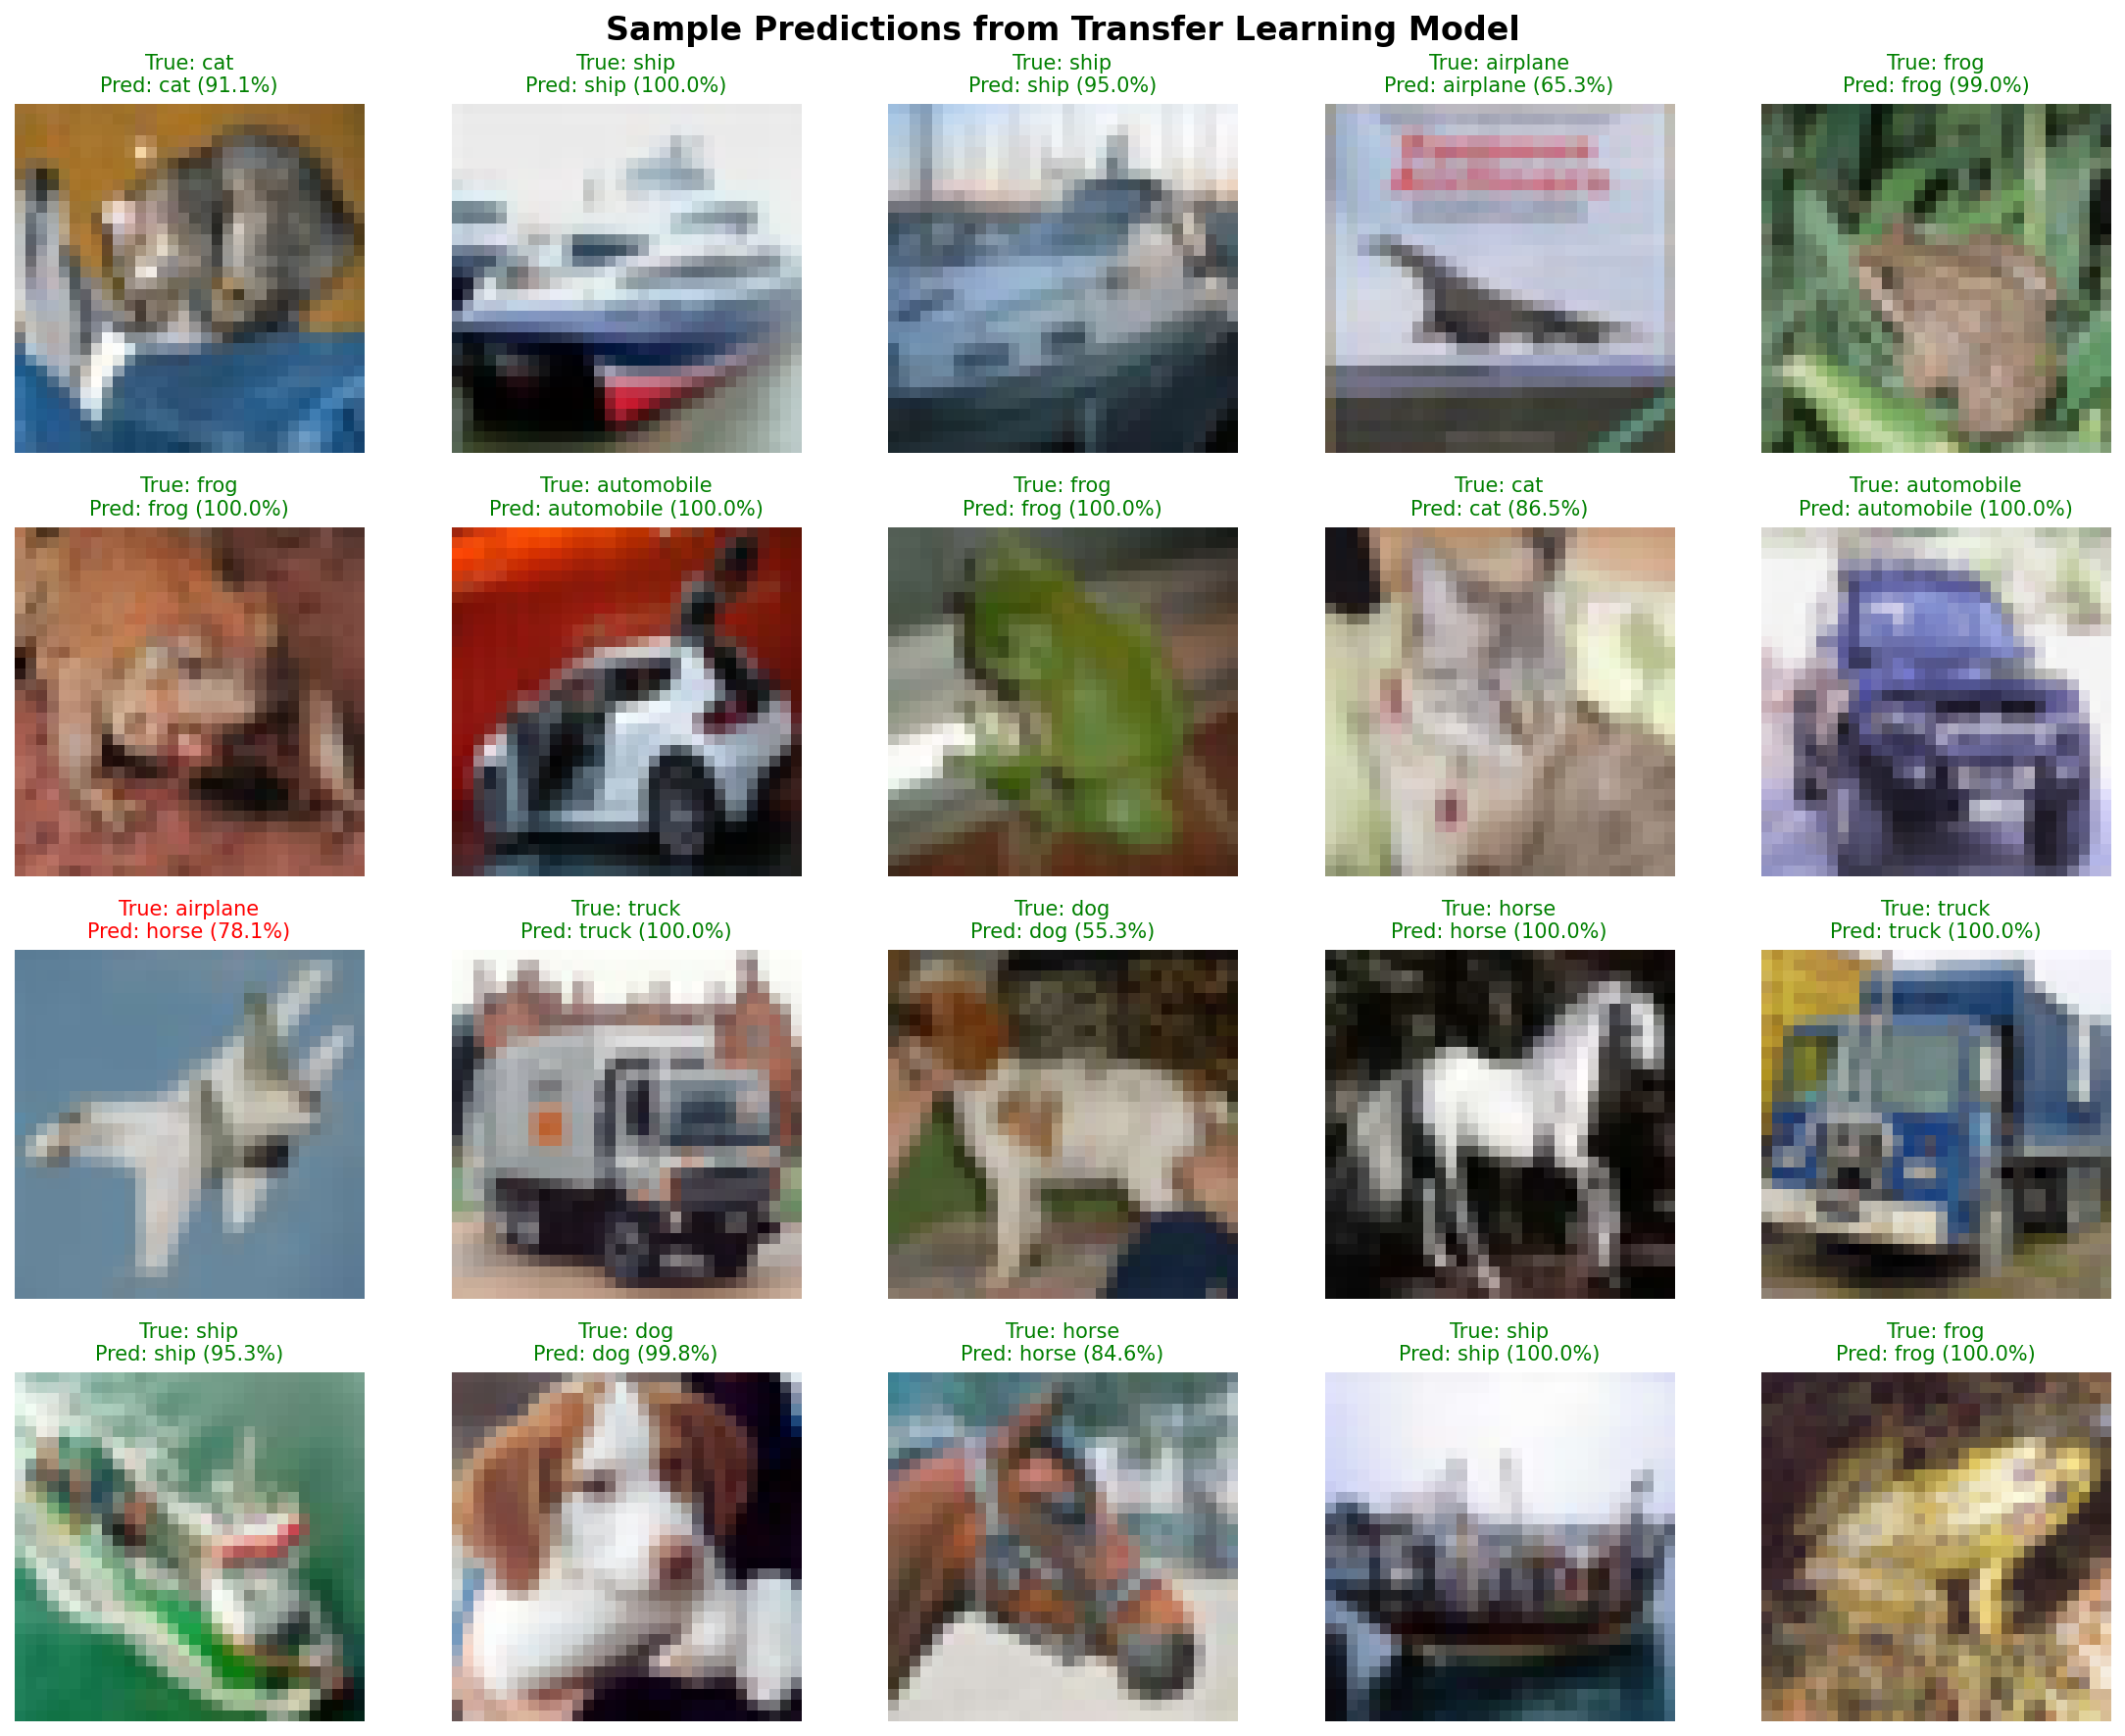 Sample Predictions from Transfer Learning Model
True: cat
Pred: cat (91.1%)
True: ship
Pred: ship (100.0%)
True: ship
Pred: ship (95.0%)
True: airplane
Pred: airplane (65.3%)
True: frog
Pred: frog (99.0%)
True: frog
Pred: frog (100.0%)
True: automobile
Pred: automobile (100.0%)
True: frog
Pred: frog (100.0%)
True: cat
Pred: cat (86.5%)
True: automobile
Pred: automobile (100.0%)
True: airplane
Pred: horse (78.1%)
True: truck
Pred: truck (100.0%)
True: dog
Pred: dog (55.3%)
True: horse
Pred: horse (100.0%)
True: truck
Pred: truck (100.0%)
True: ship
Pred: ship (95.3%)
True: dog
Pred: dog (99.8%)
True: horse
Pred: horse (84.6%)
True: ship
Pred: ship (100.0%)
True: frog
Pred: frog (100.0%)